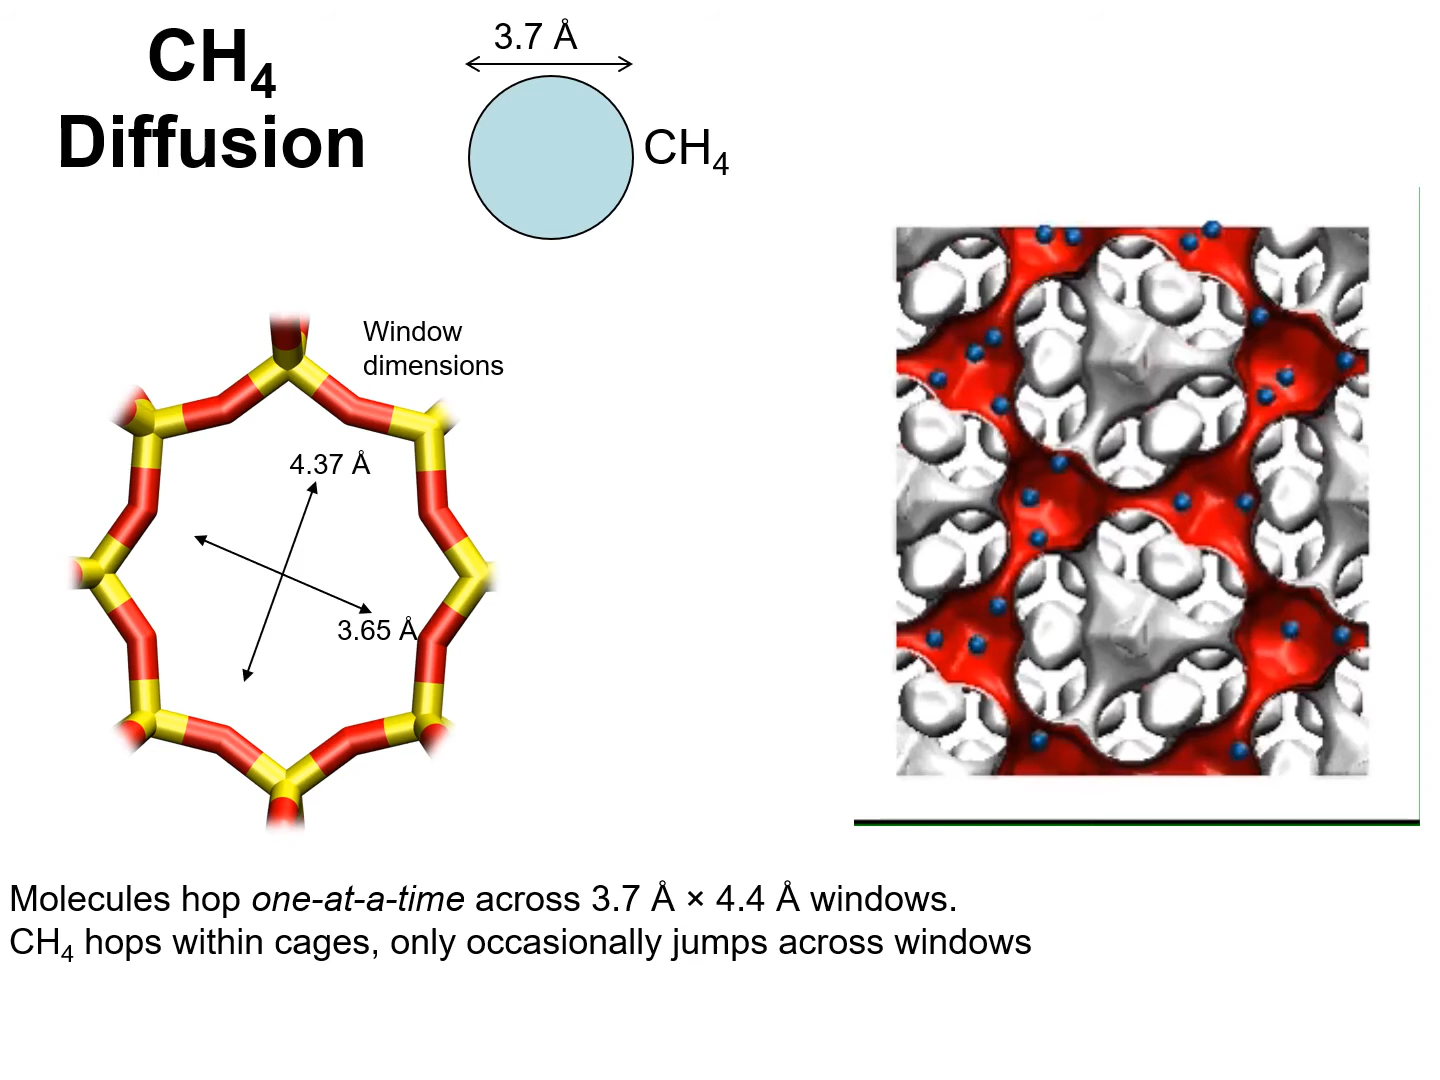 CH₄
Diffusion
3.7 Å
CH₄
Window
dimensions
4.37 Å
3.65 Å
Molecules hop one-at-a-time across 3.7 Å × 4.4 Å windows.
CH₄ hops within cages, only occasionally jumps across windows